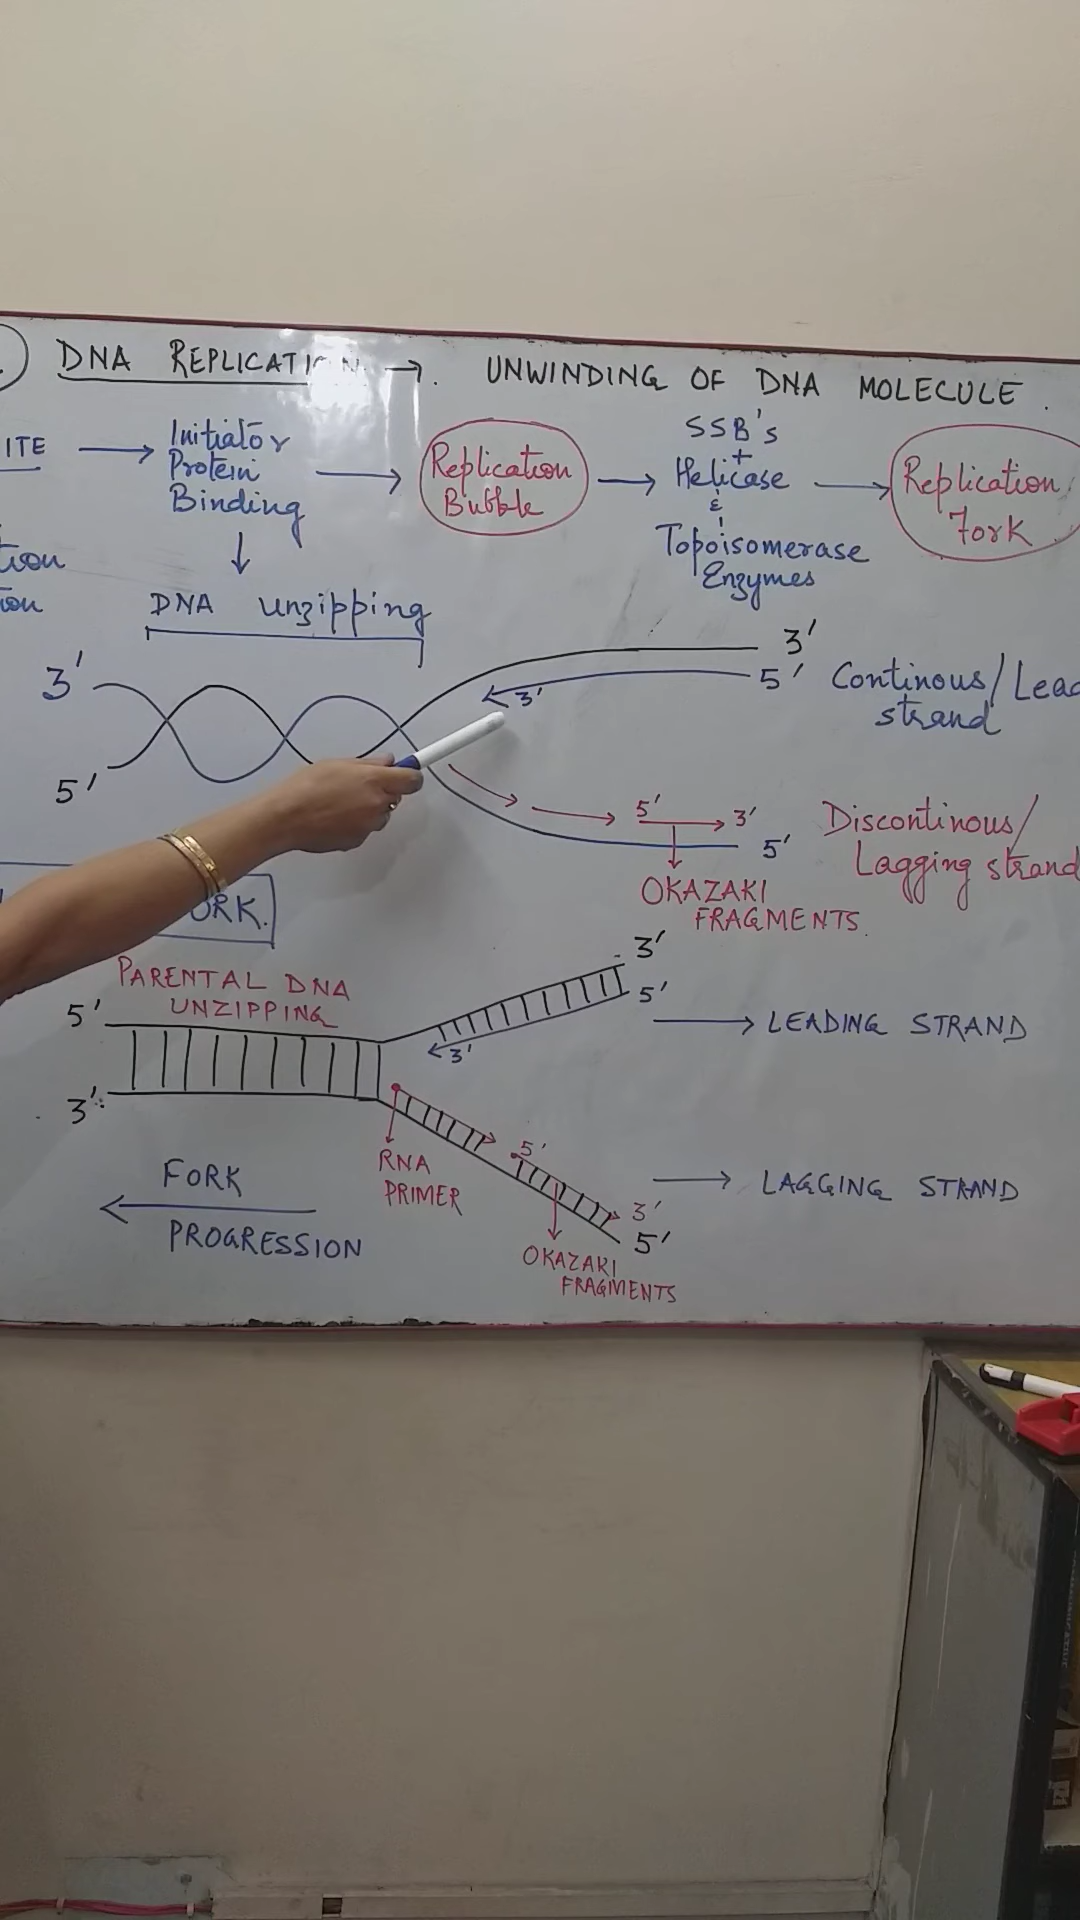 DNA REPLICATION → . UNWINDING OF DNA MOLECULE .
ITE → Initiator
Protein
Binding → Replication
Bubble → SSB's
+
Helicase
&
Topoisomerase
Enzymes → Replication
Fork
↓
DNA unzipping
3'
5'
3'
5'
3'
Continous/Lead
strand
5' 3'
5'
Discontinous/
Lagging strand
OKAZAKI
FRAGMENTS.
ORK.
PARENTAL DNA
UNZIPPING
5'
3'
3'
5'
3'
→ LEADING STRAND
RNA
PRIMER
5'
3'
5'
→ LAGGING STRAND
OKAZAKI
FRAGMENTS
FORK
PROGRESSION